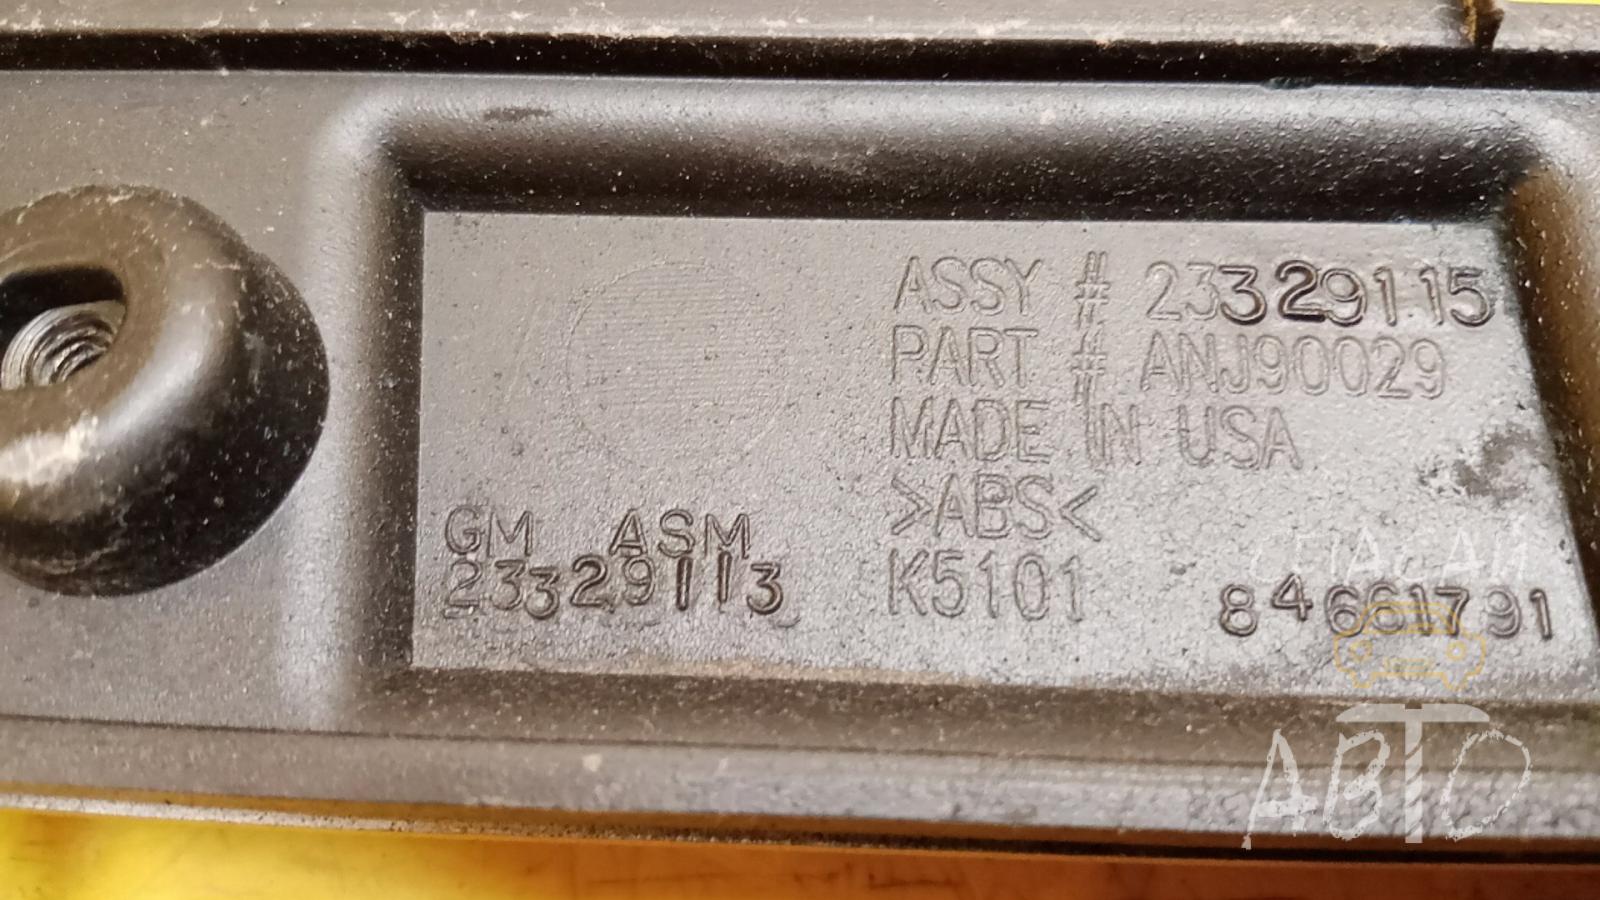 ASSY # 23329115
PART # ANJ90029
MADE IN USA
>ABS<
K5101
GM ASM
23329113
84661791
АВТО